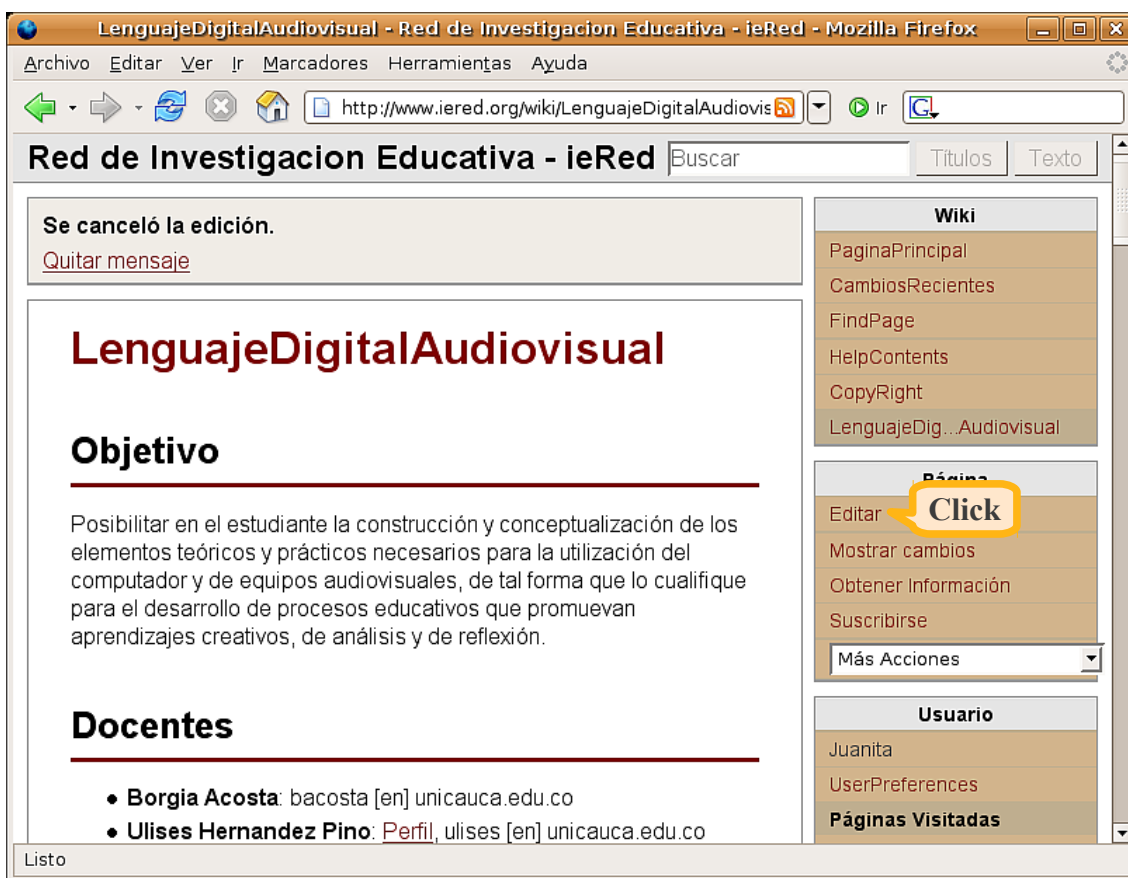 LenguajeDigitalAudiovisual - Red de Investigacion Educativa - ieRed - Mozilla Firefox
Archivo Editar Ver Ir Marcadores Herramientas Ayuda
http://www.iered.org/wiki/LenguajeDigitalAudiovis Ir G
Red de Investigacion Educativa - ieRed Buscar Títulos Texto
Se canceló la edición.
Quitar mensaje
LenguajeDigitalAudiovisual
Objetivo
Posibilitar en el estudiante la construcción y conceptualización de los
elementos teóricos y prácticos necesarios para la utilización del
computador y de equipos audiovisuales, de tal forma que lo cualifique
para el desarrollo de procesos educativos que promuevan
aprendizajes creativos, de análisis y de reflexión.
Docentes
Borgia Acosta: bacosta [en] unicauca.edu.co
Ulises Hernandez Pino: Perfil, ulises [en] unicauca.edu.co
Wiki
PaginaPrincipal
CambiosRecientes
FindPage
HelpContents
CopyRight
LenguajeDig...Audiovisual
Página
Editar Click
Mostrar cambios
Obtener Información
Suscribirse
Más Acciones
Usuario
Juanita
UserPreferences
Páginas Visitadas
Listo